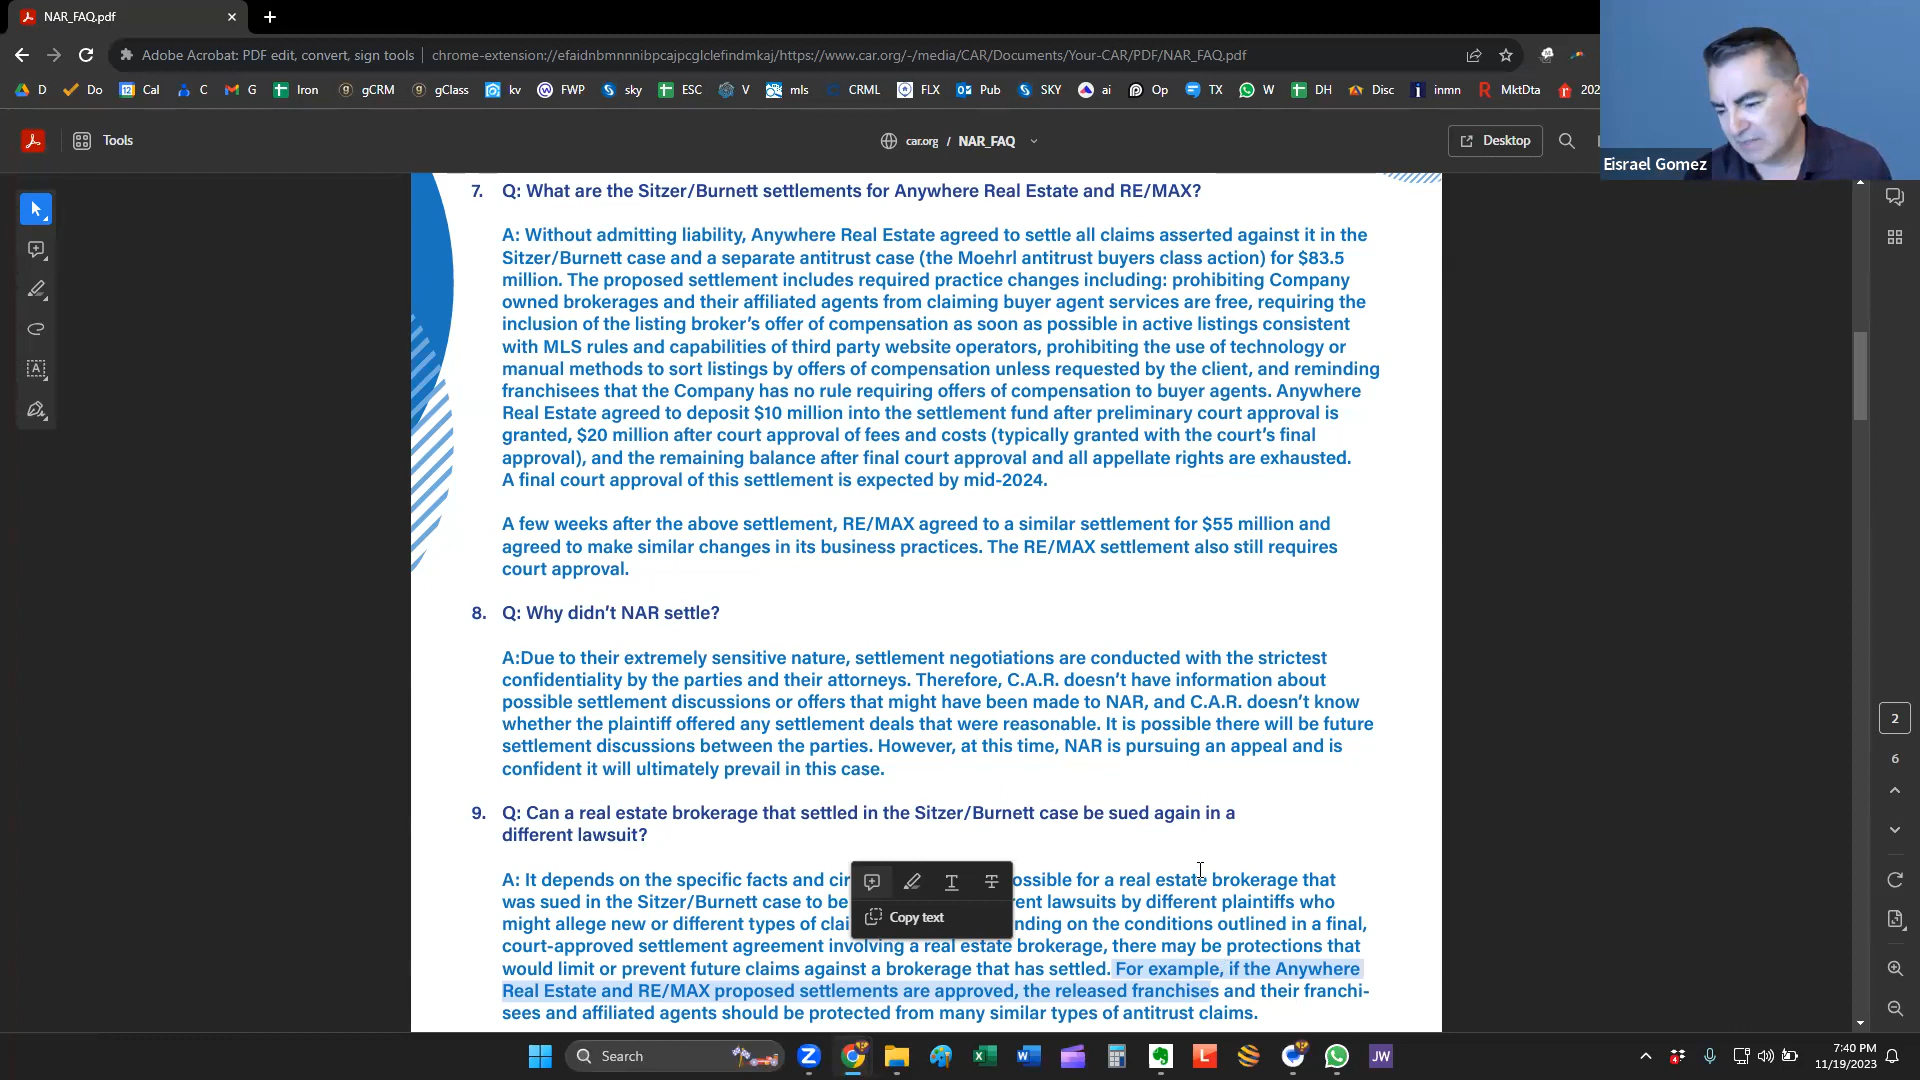 NAR_FAQ.pdf
Adobe Acrobat: PDF edit, convert, sign tools | chrome-extension://efaidnbmnnnibpcajpcglclefindmkaj/https://www.car.org/-/media/CAR/Documents/Your-CAR/PDF/NAR_FAQ.pdf
D Do Cal C G Iron gCRM gClass kv FWP sky ESC V mls CRML FLX Pub SKY ai Op TX W DH Disc inmn MktDta 202
Eisrael Gomez
Tools
car.org / NAR_FAQ
Desktop
7. Q: What are the Sitzer/Burnett settlements for Anywhere Real Estate and RE/MAX?
A: Without admitting liability, Anywhere Real Estate agreed to settle all claims asserted against it in the
Sitzer/Burnett case and a separate antitrust case (the Moehrl antitrust buyers class action) for $83.5
million. The proposed settlement includes required practice changes including: prohibiting Company
owned brokerages and their affiliated agents from claiming buyer agent services are free, requiring the
inclusion of the listing broker's offer of compensation as soon as possible in active listings consistent
with MLS rules and capabilities of third party website operators, prohibiting the use of technology or
manual methods to sort listings by offers of compensation unless requested by the client, and reminding
franchisees that the Company has no rule requiring offers of compensation to buyer agents. Anywhere
Real Estate agreed to deposit $10 million into the settlement fund after preliminary court approval is
granted, $20 million after court approval of fees and costs (typically granted with the court's final
approval), and the remaining balance after final court approval and all appellate rights are exhausted.
A final court approval of this settlement is expected by mid-2024.
A few weeks after the above settlement, RE/MAX agreed to a similar settlement for $55 million and
agreed to make similar changes in its business practices. The RE/MAX settlement also still requires
court approval.
8. Q: Why didn't NAR settle?
A:Due to their extremely sensitive nature, settlement negotiations are conducted with the strictest
confidentiality by the parties and their attorneys. Therefore, C.A.R. doesn't have information about
possible settlement discussions or offers that might have been made to NAR, and C.A.R. doesn't know
whether the plaintiff offered any settlement deals that were reasonable. It is possible there will be future
settlement discussions between the parties. However, at this time, NAR is pursuing an appeal and is
confident it will ultimately prevail in this case.
9. Q: Can a real estate brokerage that settled in the Sitzer/Burnett case be sued again in a
different lawsuit?
A: It depends on the specific facts and cir ossible for a real estate brokerage that
was sued in the Sitzer/Burnett case to be rent lawsuits by different plaintiffs who
might allege new or different types of clai nding on the conditions outlined in a final,
court-approved settlement agreement involving a real estate brokerage, there may be protections that
would limit or prevent future claims against a brokerage that has settled. For example, if the Anywhere
Real Estate and RE/MAX proposed settlements are approved, the released franchises and their franchi-
sees and affiliated agents should be protected from many similar types of antitrust claims.
Copy text
2
6
Search
JW
7:40 PM
11/19/2023